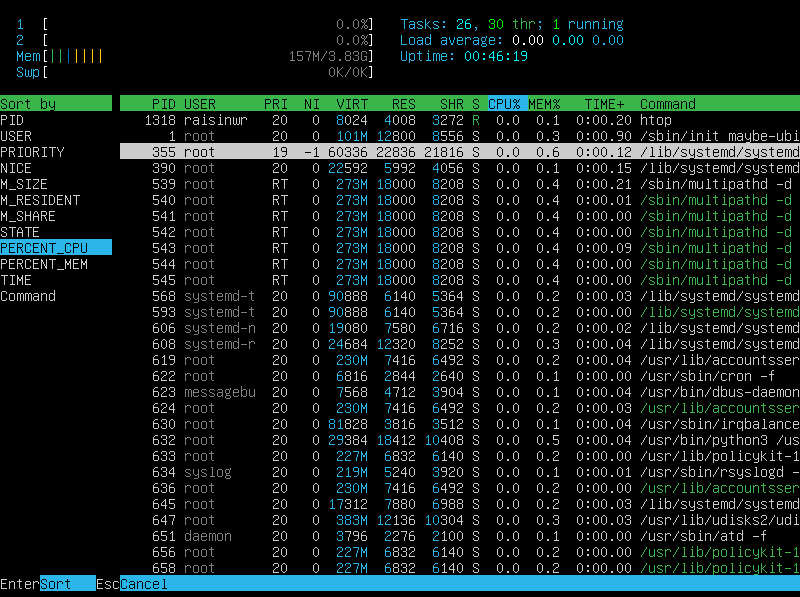 1 [ 0.0%] Tasks: 26, 30 thr; 1 running
2 [ 0.0%] Load average: 0.00 0.00 0.00
Mem[||||||| 157M/3.83G] Uptime: 00:46:19
Swp[ 0K/0K]
Sort by PID USER PRI NI VIRT RES SHR S CPU% MEM% TIME+ Command
PID 1318 raisinwr 20 0 8024 4008 3272 R 0.0 0.1 0:00.20 htop
USER 1 root 20 0 101M 12800 8556 S 0.0 0.3 0:00.90 /sbin/init maybe-ubi
PRIORITY 355 root 19 -1 60336 22836 21816 S 0.0 0.6 0:00.12 /lib/systemd/systemd
NICE 390 root 20 0 22592 5992 4056 S 0.0 0.1 0:00.15 /lib/systemd/systemd
M_SIZE 539 root RT 0 273M 18000 8208 S 0.0 0.4 0:00.21 /sbin/multipathd -d
M_RESIDENT 540 root RT 0 273M 18000 8208 S 0.0 0.4 0:00.01 /sbin/multipathd -d
M_SHARE 541 root RT 0 273M 18000 8208 S 0.0 0.4 0:00.00 /sbin/multipathd -d
STATE 542 root RT 0 273M 18000 8208 S 0.0 0.4 0:00.00 /sbin/multipathd -d
PERCENT_CPU 543 root RT 0 273M 18000 8208 S 0.0 0.4 0:00.09 /sbin/multipathd -d
PERCENT_MEM 544 root RT 0 273M 18000 8208 S 0.0 0.4 0:00.00 /sbin/multipathd -d
TIME 545 root RT 0 273M 18000 8208 S 0.0 0.4 0:00.00 /sbin/multipathd -d
Command 568 systemd-t 20 0 90888 6140 5364 S 0.0 0.2 0:00.03 /lib/systemd/systemd
593 systemd-t 20 0 90888 6140 5364 S 0.0 0.2 0:00.00 /lib/systemd/systemd
606 systemd-n 20 0 19080 7580 6716 S 0.0 0.2 0:00.02 /lib/systemd/systemd
608 systemd-r 20 0 24684 12320 8252 S 0.0 0.3 0:00.04 /lib/systemd/systemd
619 root 20 0 230M 7416 6492 S 0.0 0.2 0:00.04 /usr/lib/accountsser
622 root 20 0 6816 2844 2640 S 0.0 0.1 0:00.00 /usr/sbin/cron -f
623 messagebu 20 0 7568 4712 3904 S 0.0 0.1 0:00.04 /usr/bin/dbus-daemon
624 root 20 0 230M 7416 6492 S 0.0 0.2 0:00.03 /usr/lib/accountsser
630 root 20 0 81828 3816 3512 S 0.0 0.1 0:00.04 /usr/sbin/irqbalance
632 root 20 0 29384 18412 10408 S 0.0 0.5 0:00.04 /usr/bin/python3 /us
633 root 20 0 227M 6832 6140 S 0.0 0.2 0:00.00 /usr/lib/policykit-1
634 syslog 20 0 219M 5240 3920 S 0.0 0.1 0:00.01 /usr/sbin/rsyslogd -
636 root 20 0 230M 7416 6492 S 0.0 0.2 0:00.00 /usr/lib/accountsser
645 root 20 0 17312 7880 6988 S 0.0 0.2 0:00.03 /lib/systemd/systemd
647 root 20 0 383M 12136 10304 S 0.0 0.3 0:00.03 /usr/lib/udisks2/udi
651 daemon 20 0 3796 2276 2100 S 0.0 0.1 0:00.00 /usr/sbin/atd -f
656 root 20 0 227M 6832 6140 S 0.0 0.2 0:00.00 /usr/lib/policykit-1
658 root 20 0 227M 6832 6140 S 0.0 0.2 0:00.00 /usr/lib/policykit-1
EnterSort EscCancel